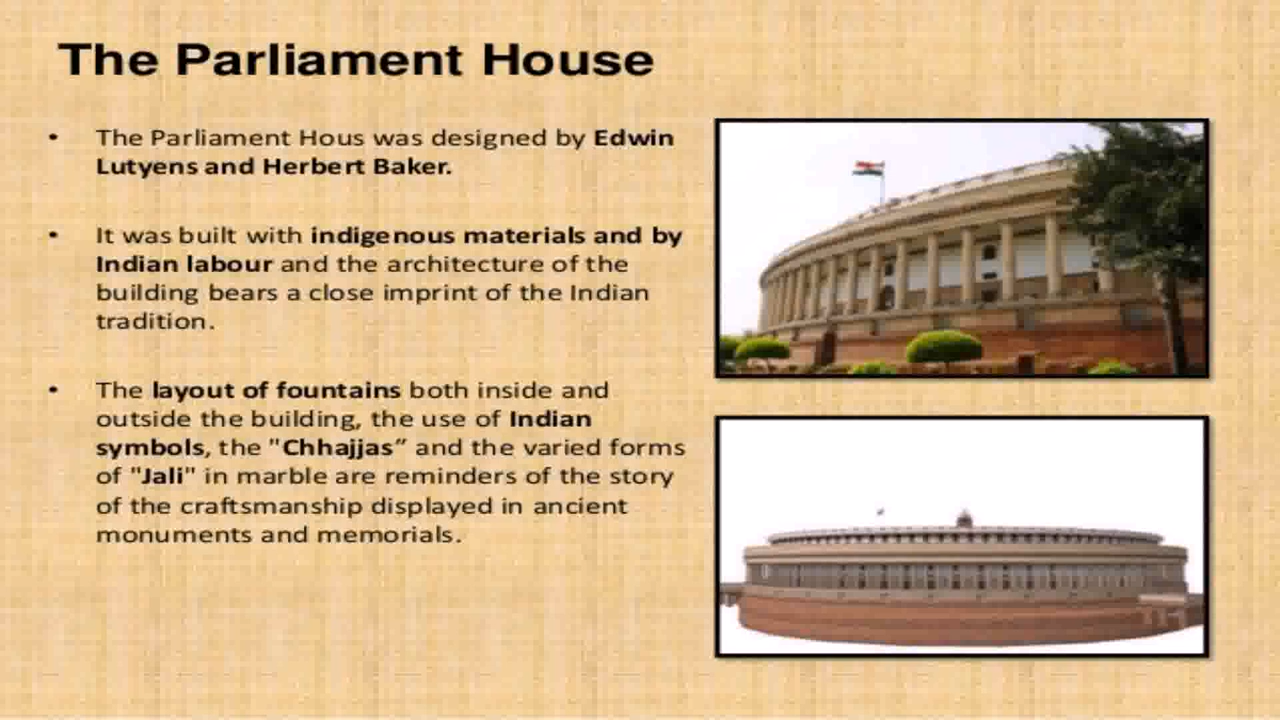 The Parliament House
• The Parliament Hous was designed by Edwin
Lutyens and Herbert Baker.
• It was built with indigenous materials and by
Indian labour and the architecture of the
building bears a close imprint of the Indian
tradition.
• The layout of fountains both inside and
outside the building, the use of Indian
symbols, the "Chhajjas” and the varied forms
of "Jali" in marble are reminders of the story
of the craftsmanship displayed in ancient
monuments and memorials.